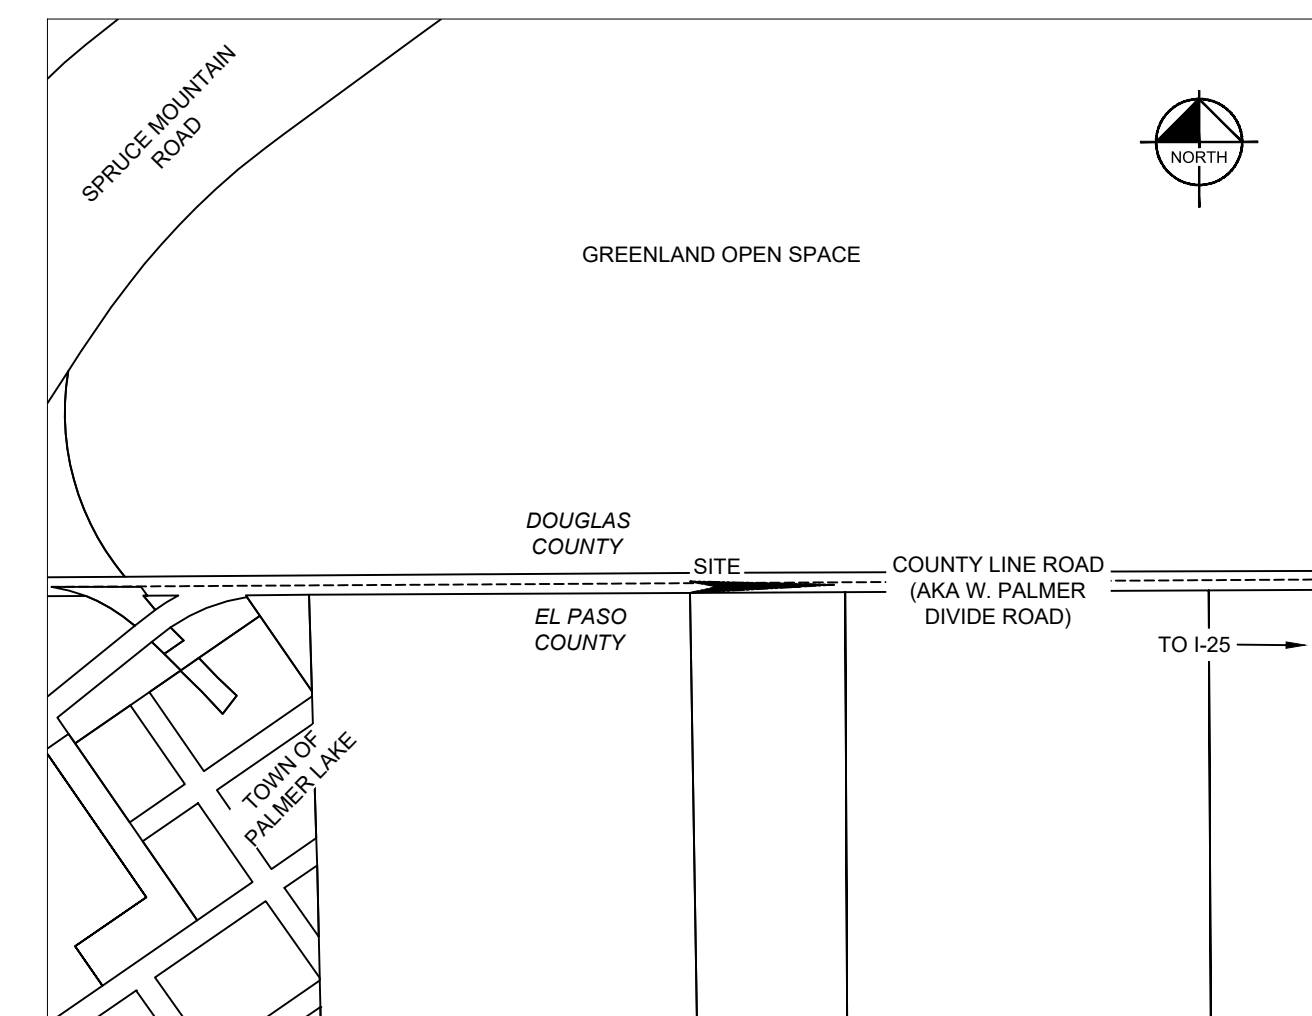 SPRUCE MOUNTAIN
ROAD
NORTH
GREENLAND OPEN SPACE
DOUGLAS
COUNTY
SITE
COUNTY LINE ROAD
(AKA W. PALMER
DIVIDE ROAD)
EL PASO
COUNTY
TO I-25
TOWN OF
PALMER LAKE